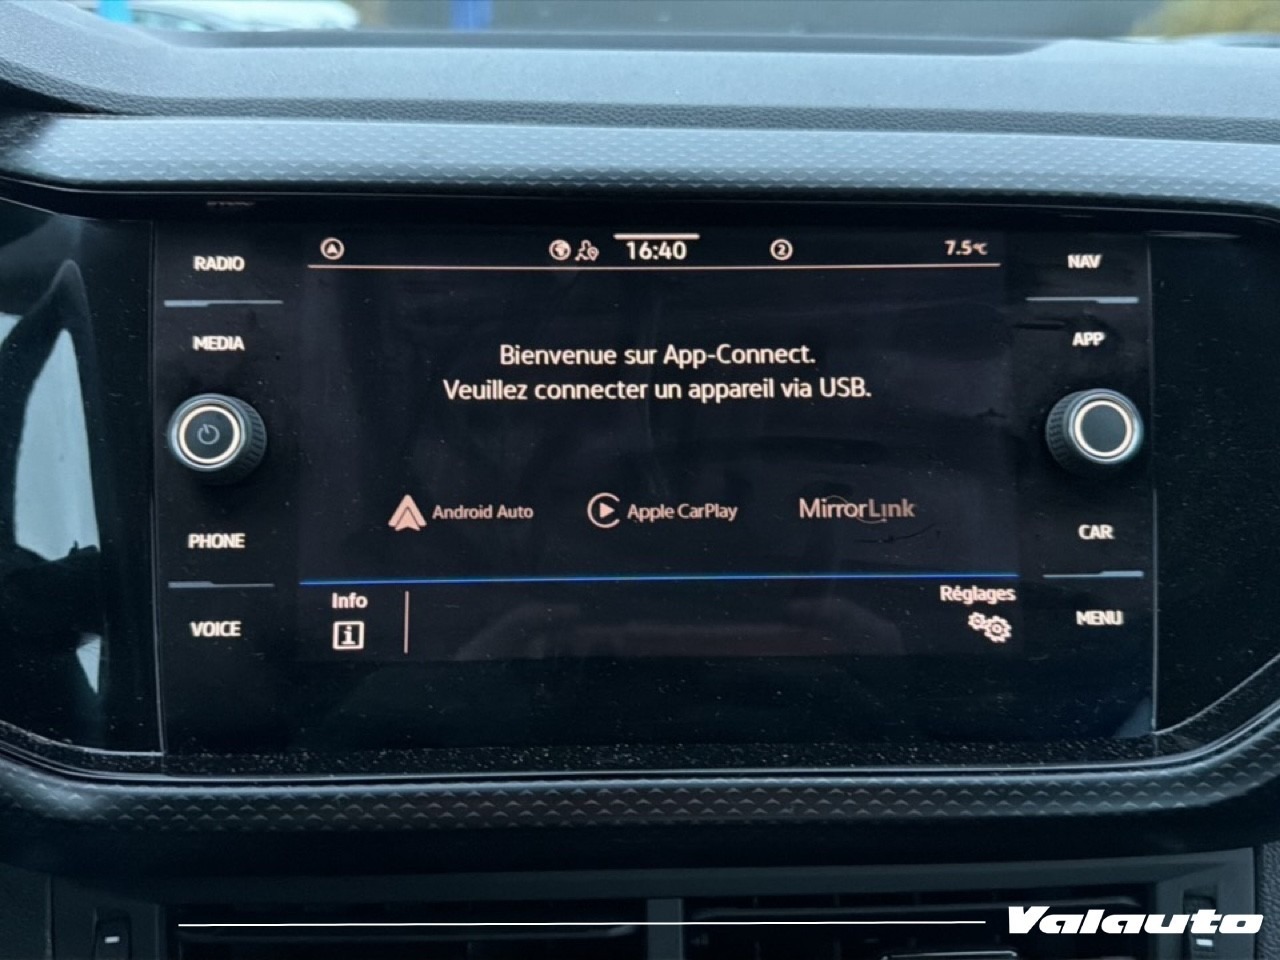 RADIO
MEDIA
PHONE
VOICE
16:40
2
7.5°C
Bienvenue sur App-Connect.
Veuillez connecter un appareil via USB.
Android Auto
Apple CarPlay
MirrorLink
Info
i
Réglages
NAV
APP
CAR
MENU
Valauto